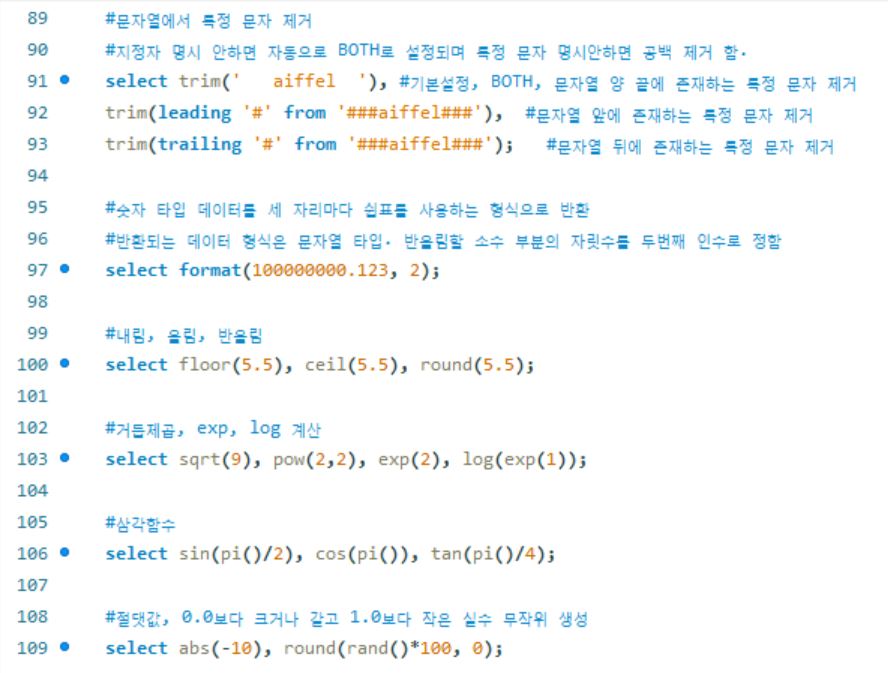 89 #문자열에서 특정 문자 제거
90 #지정자 명시 안하면 자동으로 BOTH로 설정되며 특정 문자 명시안하면 공백 제거 함.
91 select trim('   aiffel  '), #기본설정, BOTH, 문자열 양 끝에 존재하는 특정 문자 제거
92 trim(leading '#' from '###aiffel###'),  #문자열 앞에 존재하는 특정 문자 제거
93 trim(trailing '#' from '###aiffel###');   #문자열 뒤에 존재하는 특정 문자 제거
94
95 #숫자 타입 데이터를 세 자리마다 쉼표를 사용하는 형식으로 반환
96 #반환되는 데이터 형식은 문자열 타입. 반올림할 소수 부분의 자릿수를 두번째 인수로 정함
97 select format(100000000.123, 2);
98
99 #내림, 올림, 반올림
100 select floor(5.5), ceil(5.5), round(5.5);
101
102 #거듭제곱, exp, log 계산
103 select sqrt(9), pow(2,2), exp(2), log(exp(1));
104
105 #삼각함수
106 select sin(pi()/2), cos(pi()), tan(pi()/4);
107
108 #절댓값, 0.0보다 크거나 같고 1.0보다 작은 실수 무작위 생성
109 select abs(-10), round(rand()*100, 0);